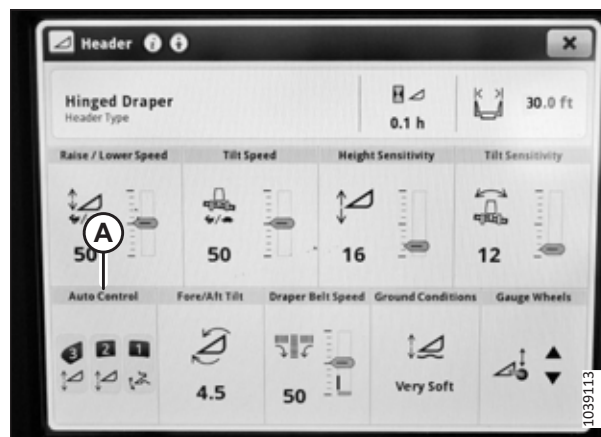 Header
Hinged Draper
Header Type
0.1 h
30.0 ft
Raise / Lower Speed
Tilt Speed
Height Sensitivity
Tilt Sensitivity
50
50
16
12
A
Auto Control
Fore/Aft Tilt
Draper Belt Speed
Ground Conditions
Gauge Wheels
3 2 1
4.5
50
Very Soft
1039113